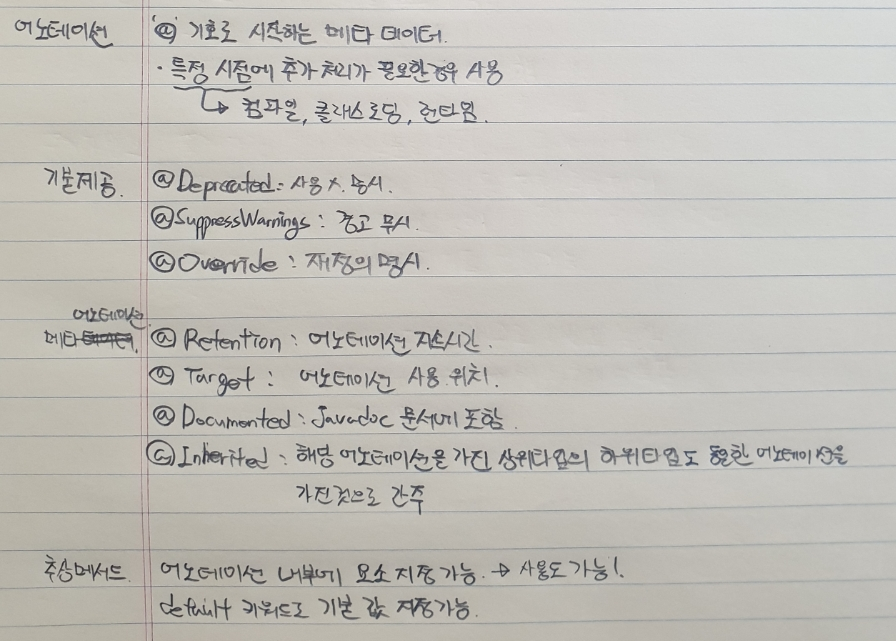 어노테이션 '@' 기호로 시작하는 메타 데이터.
· 특정 시점에 추가 처리가 필요한 경우 사용
↳ 컴파일, 클래스로딩, 런타임.
기본제공. @Deprecated : 사용 X. 명시.
@SuppressWarnings : 경고 무시.
@Override : 재정의 명시.
어노테이션
메타데이터. @Retention : 어노테이션 지속시간.
@Target : 어노테이션 사용 위치.
@Documented : Javadoc 문서에 포함.
@Inherited : 해당 어노테이션을 가진 상위타입의 하위타입도 동일한 어노테이션을
가진것으로 간주
추상메서드. 어노테이션 내부에 요소 지정가능. → 사용도 가능!.
default 키워드로 기본 값 지정가능.